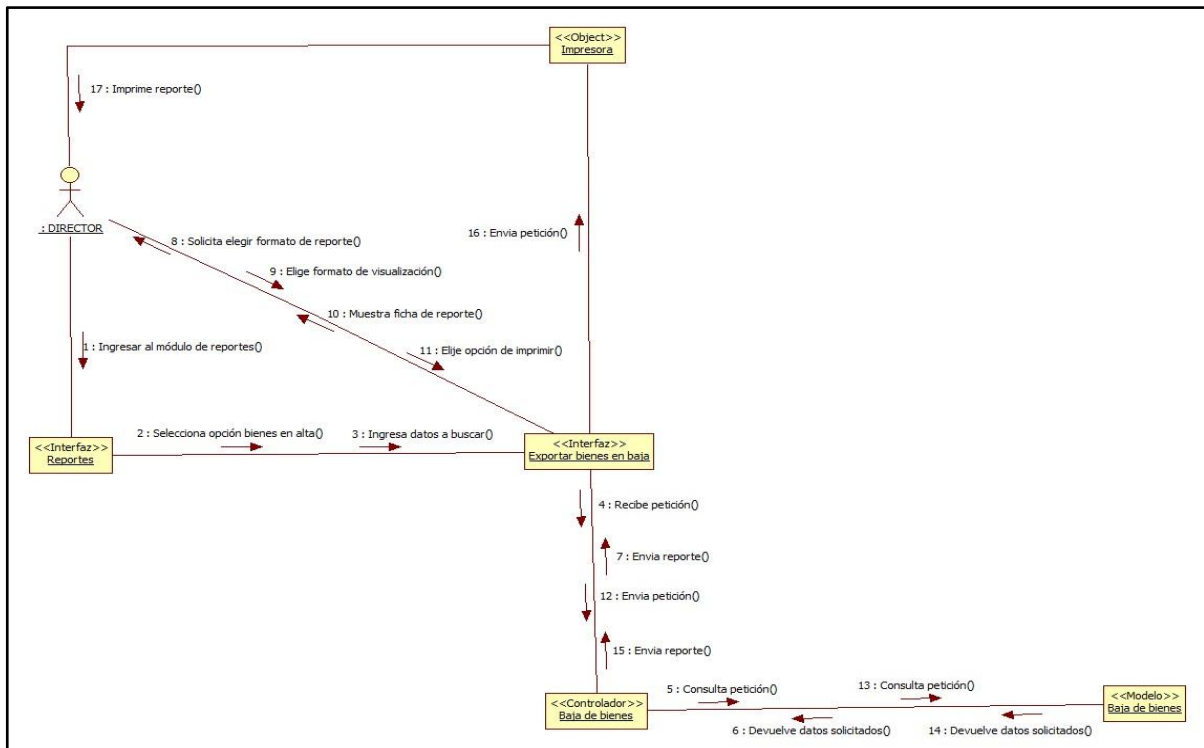 <<Object>>
Impresora
17 : Imprime reporte()
: DIRECTOR
8 : Solicita elegir formato de reporte()
16 : Envia petición()
9 : Elige formato de visualización()
10 : Muestra ficha de reporte()
1 : Ingresar al módulo de reportes()
11 : Elije opción de imprimir()
2 : Selecciona opción bienes en alta()
3 : Ingresa datos a buscar()
<<Interfaz>>
Reportes
<<Interfaz>>
Exportar bienes en baja
4 : Recibe petición()
7 : Envia reporte()
12 : Envia petición()
15 : Envia reporte()
5 : Consulta petición()
13 : Consulta petición()
<<Controlador>>
Baja de bienes
<<Modelo>>
Baja de bienes
6 : Devuelve datos solicitados()
14 : Devuelve datos solicitados()